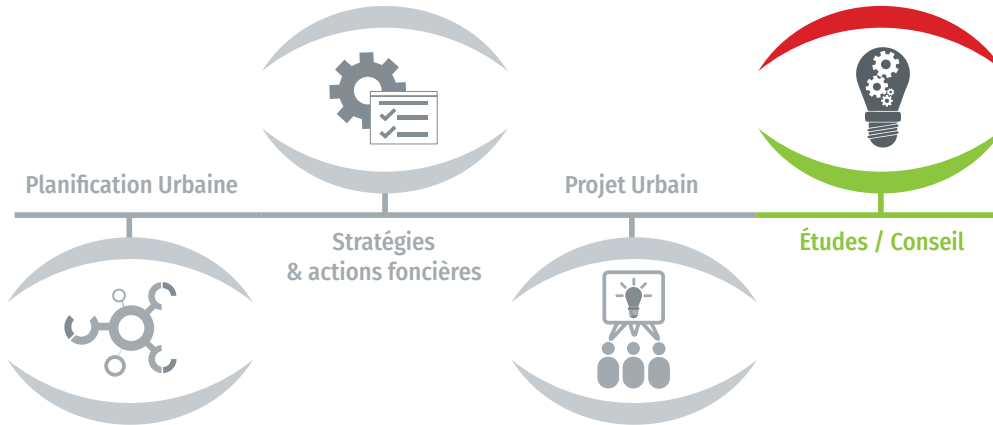 Planification Urbaine
Stratégies
& actions foncières
Projet Urbain
Études / Conseil